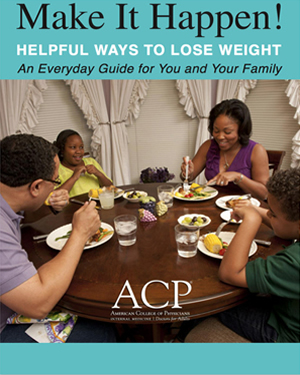 Make It Happen!
HELPFUL WAYS TO LOSE WEIGHT
An Everyday Guide for You and Your Family
ACP
AMERICAN COLLEGE OF PHYSICIANS
INTERNAL MEDICINE | Doctors for Adults